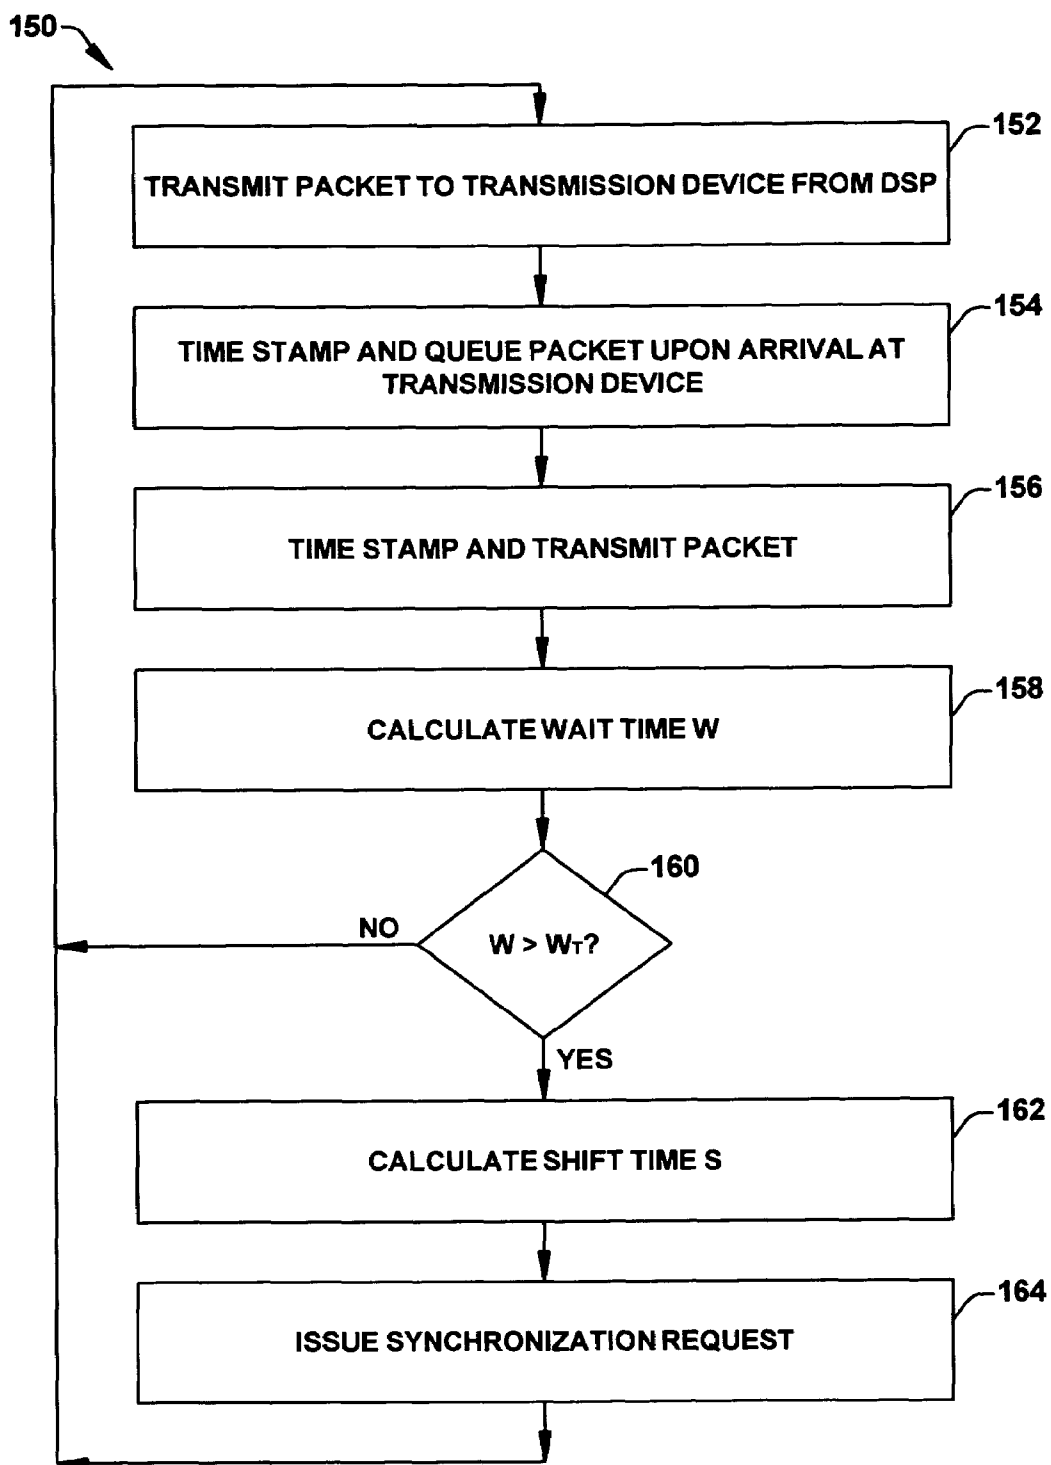 150
152
TRANSMIT PACKET TO TRANSMISSION DEVICE FROM DSP
154
TIME STAMP AND QUEUE PACKET UPON ARRIVAL AT
TRANSMISSION DEVICE
156
TIME STAMP AND TRANSMIT PACKET
158
CALCULATE WAIT TIME W
160
NO
W > WT?
YES
162
CALCULATE SHIFT TIME S
164
ISSUE SYNCHRONIZATION REQUEST